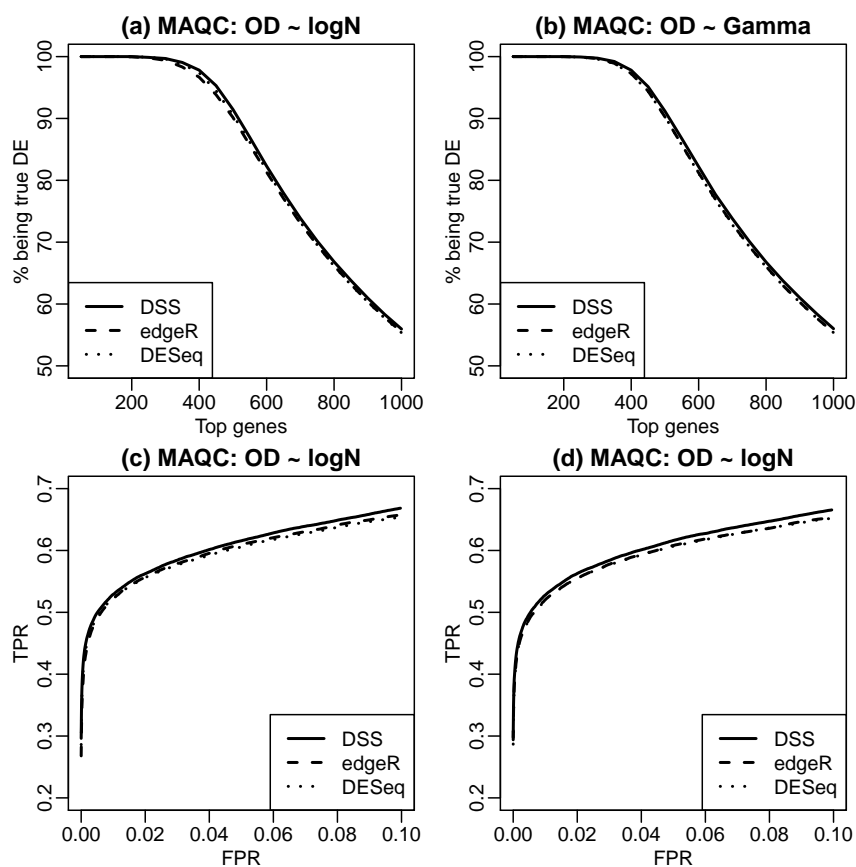 (a) MAQC: OD ~ logN
% being true DE
100
90
80
70
60
50
DSS
edgeR
DESeq
200 400 600 800 1000
Top genes
(b) MAQC: OD ~ Gamma
% being true DE
100
90
80
70
60
50
DSS
edgeR
DESeq
200 400 600 800 1000
Top genes
(c) MAQC: OD ~ logN
TPR
0.7
0.6
0.5
0.4
0.3
0.2
DSS
edgeR
DESeq
0.00 0.02 0.04 0.06 0.08 0.10
FPR
(d) MAQC: OD ~ logN
TPR
0.7
0.6
0.5
0.4
0.3
0.2
DSS
edgeR
DESeq
0.00 0.02 0.04 0.06 0.08 0.10
FPR